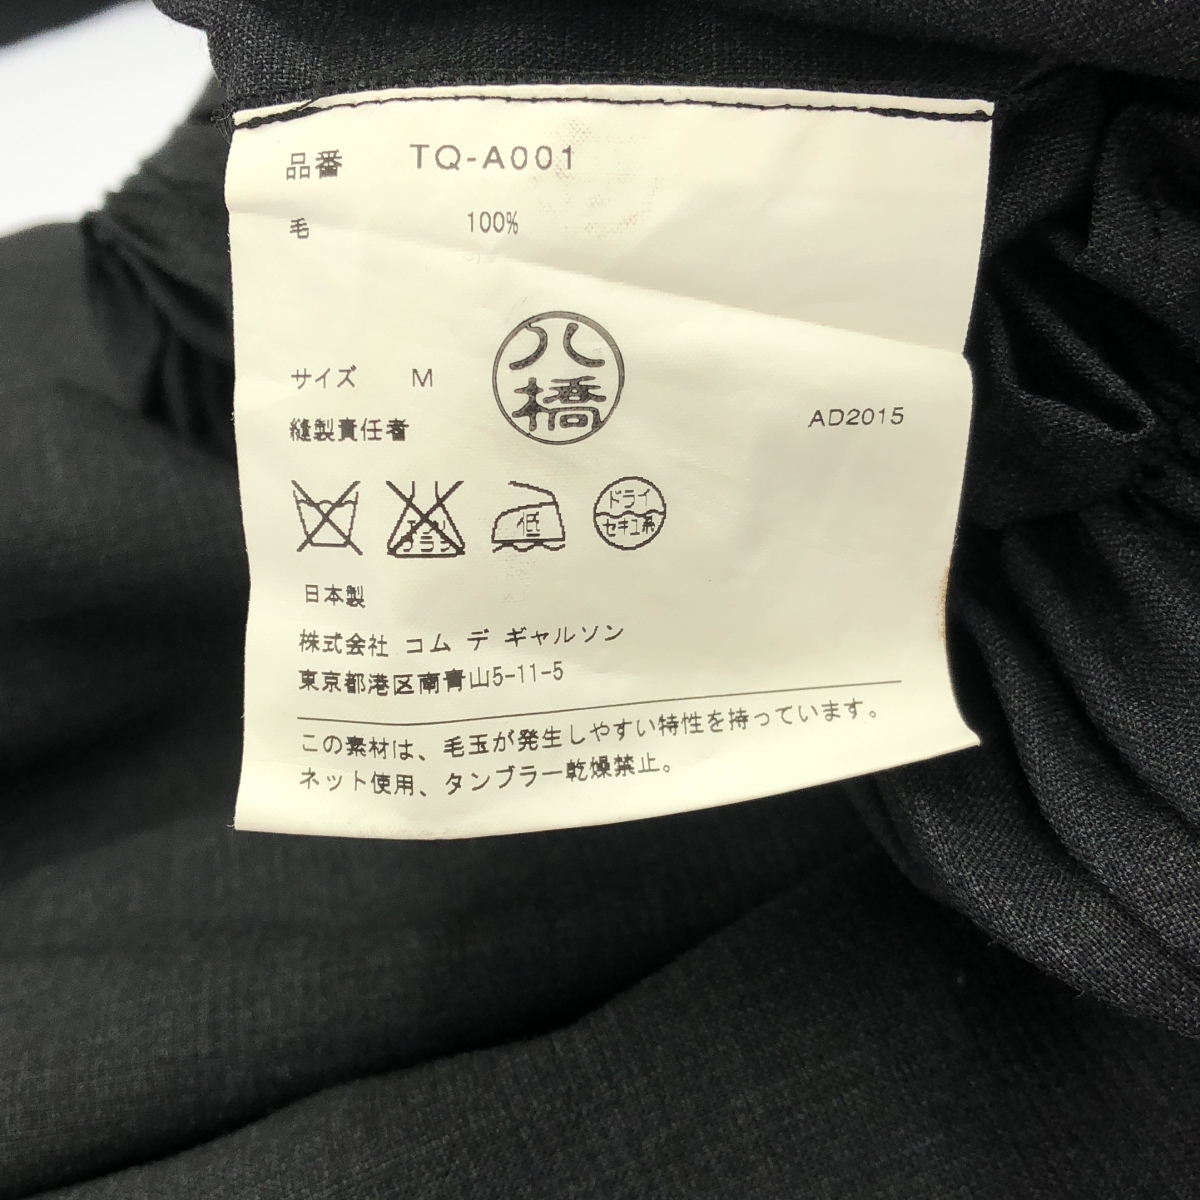 品番 TQ-A001
毛 100%
サイズ M
八橋
縫製責任者
AD2015
低
ドライ
セキユ系
日本製
株式会社 コム デ ギャルソン
東京都港区南青山5-11-5
この素材は、毛玉が発生しやすい特性を持っています。
ネット使用、タンブラー乾燥禁止。